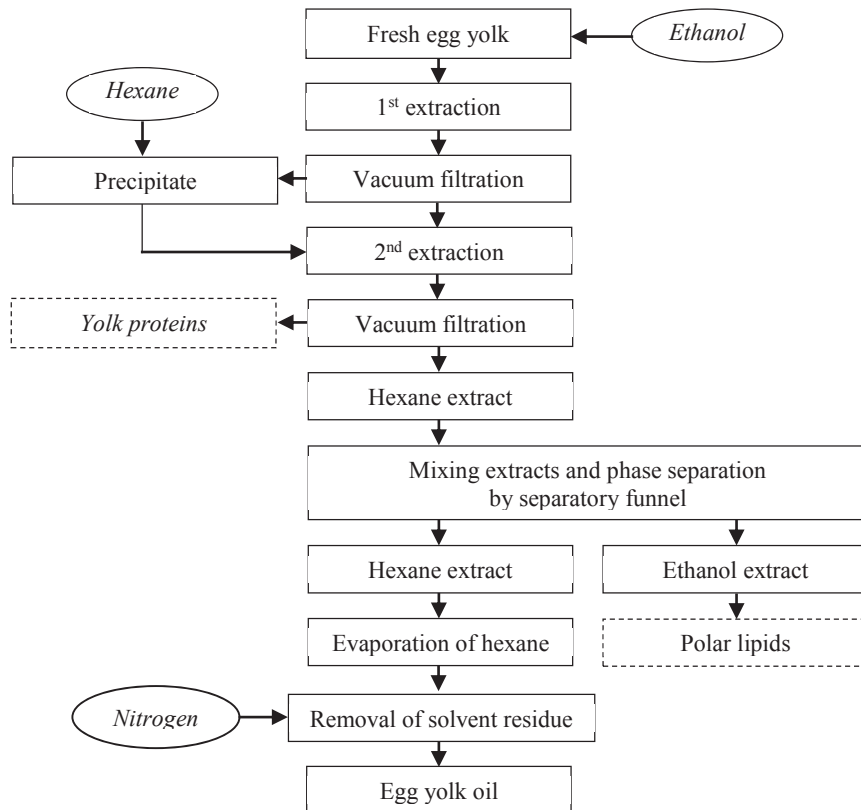 Fresh egg yolk
Ethanol
Hexane
1st extraction
Precipitate
Vacuum filtration
2nd extraction
Yolk proteins
Vacuum filtration
Hexane extract
Mixing extracts and phase separation
by separatory funnel
Hexane extract
Ethanol extract
Evaporation of hexane
Polar lipids
Nitrogen
Removal of solvent residue
Egg yolk oil